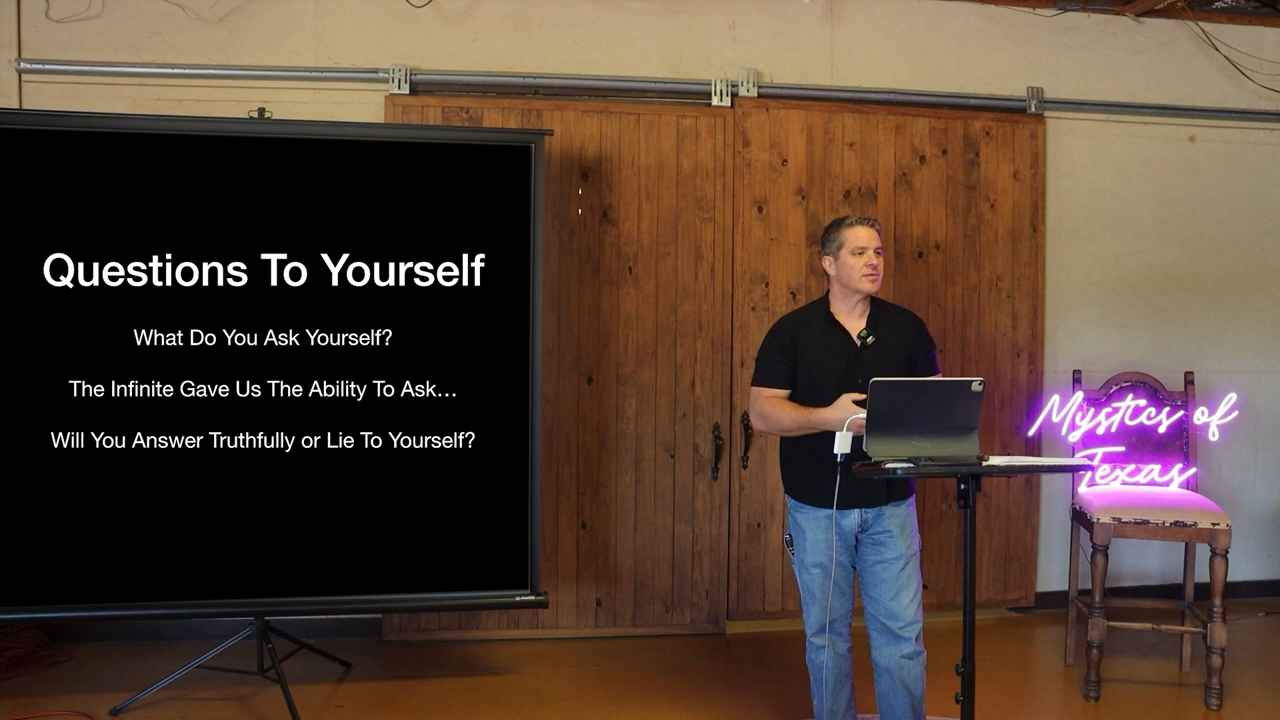 Questions To Yourself
What Do You Ask Yourself?
The Infinite Gave Us The Ability To Ask...
Will You Answer Truthfully or Lie To Yourself?
Mystics of
Texas